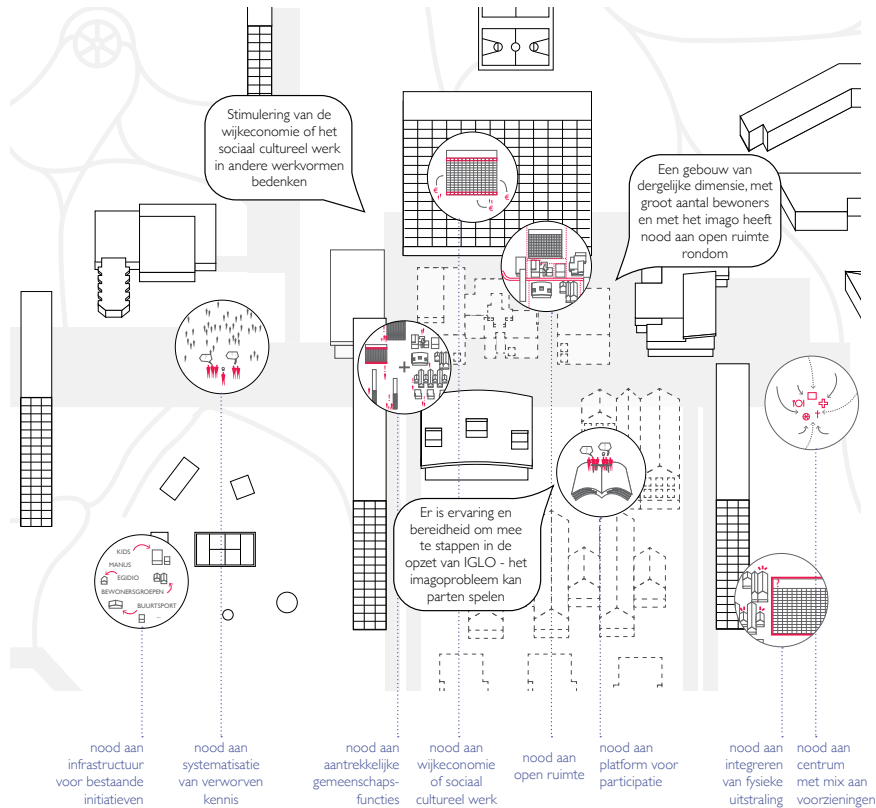 Stimulering van de
wijkeconomie of het
sociaal cultureel werk
in andere werkvormen
bedenken
Een gebouw van
dergelijke dimensie, met
groot aantal bewoners
en met het imago heeft
nood aan open ruimte
rondom
Er is ervaring en
bereidheid om mee
te stappen in de
opzet van IGLO - het
imagoprobleem kan
parten spelen
KIDS
MANUS
EGIDIO
BEWONERSGROEPEN
BUURTSPORT
...
nood aan
infrastructuur
voor bestaande
initiatieven
nood aan
systematisatie
van verworven
kennis
nood aan
aantrekkelijke
gemeenschaps-
functies
nood aan
wijkeconomie
of sociaal
cultureel werk
nood aan
open ruimte
nood aan
platform voor
participatie
nood aan
integreren
van fysieke
uitstraling
nood aan
centrum
met mix aan
voorzieningen